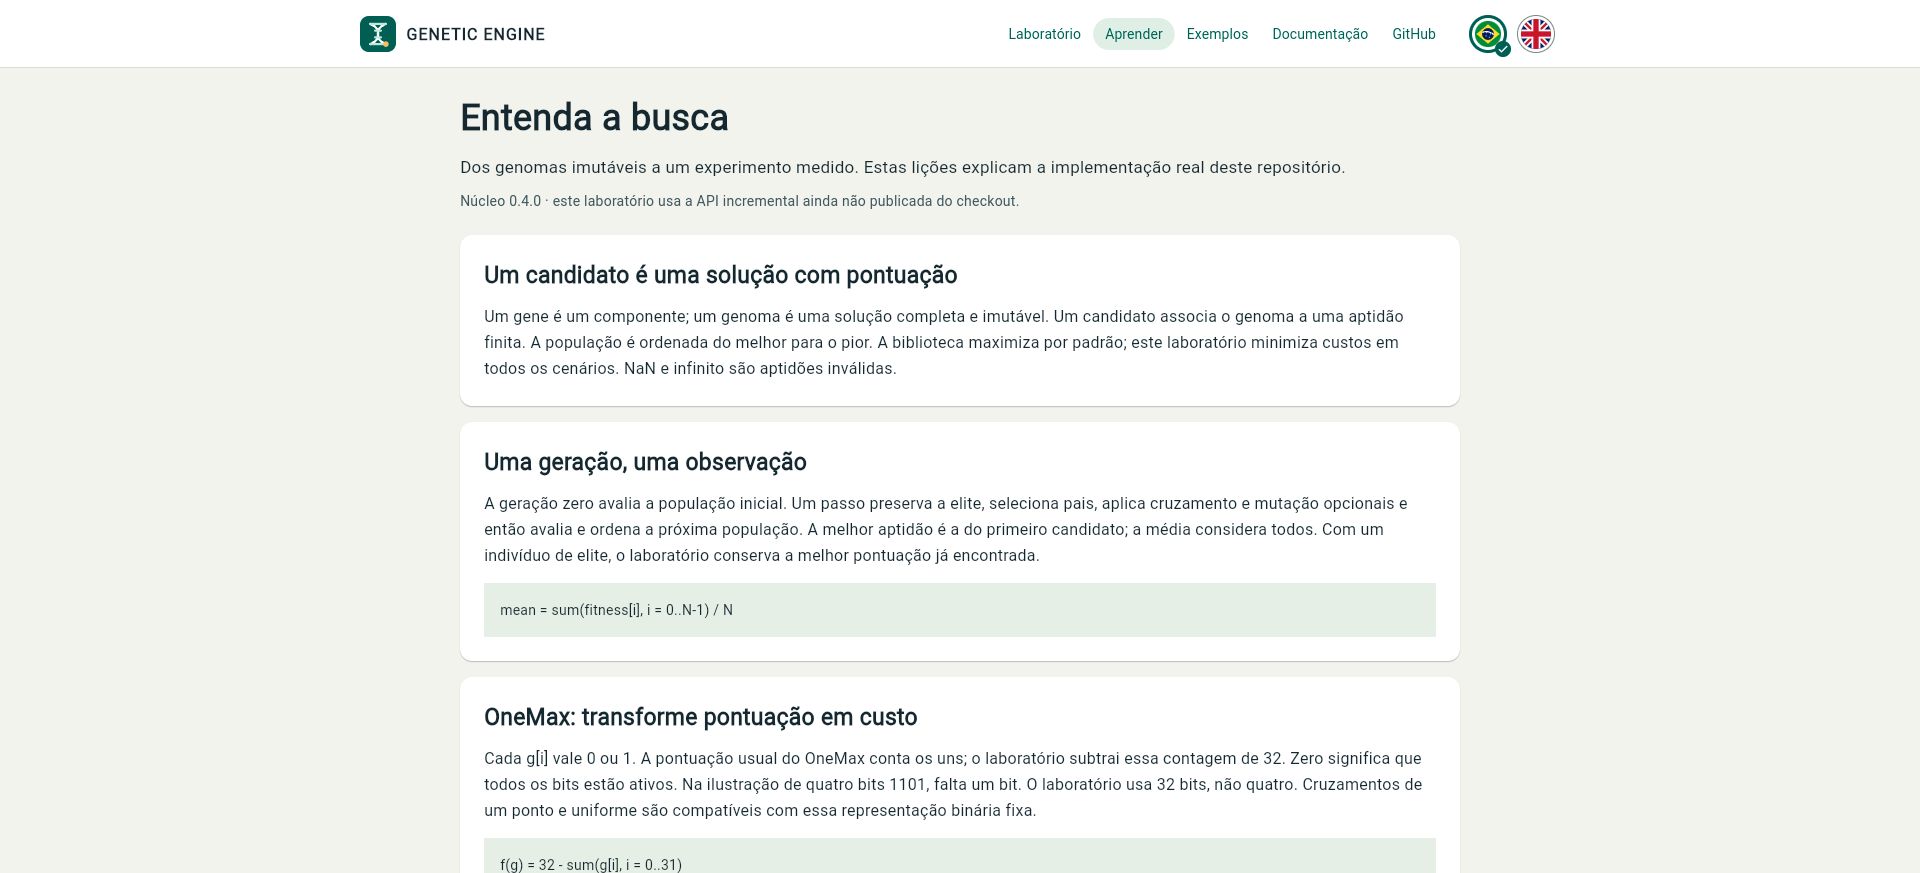 GENETIC ENGINE
Laboratório Aprender Exemplos Documentação GitHub
Entenda a busca
Dos genomas imutáveis a um experimento medido. Estas lições explicam a implementação real deste repositório.
Núcleo 0.4.0 · este laboratório usa a API incremental ainda não publicada do checkout.
Um candidato é uma solução com pontuação
Um gene é um componente; um genoma é uma solução completa e imutável. Um candidato associa o genoma a uma aptidão
finita. A população é ordenada do melhor para o pior. A biblioteca maximiza por padrão; este laboratório minimiza custos em
todos os cenários. NaN e infinito são aptidões inválidas.
Uma geração, uma observação
A geração zero avalia a população inicial. Um passo preserva a elite, seleciona pais, aplica cruzamento e mutação opcionais e
então avalia e ordena a próxima população. A melhor aptidão é a do primeiro candidato; a média considera todos. Com um
indivíduo de elite, o laboratório conserva a melhor pontuação já encontrada.
mean = sum(fitness[i], i = 0..N-1) / N
OneMax: transforme pontuação em custo
Cada g[i] vale 0 ou 1. A pontuação usual do OneMax conta os uns; o laboratório subtrai essa contagem de 32. Zero significa que
todos os bits estão ativos. Na ilustração de quatro bits 1101, falta um bit. O laboratório usa 32 bits, não quatro. Cruzamentos de
um ponto e uniforme são compatíveis com essa representação binária fixa.
f(g) = 32 - sum(g[i], i = 0..31)